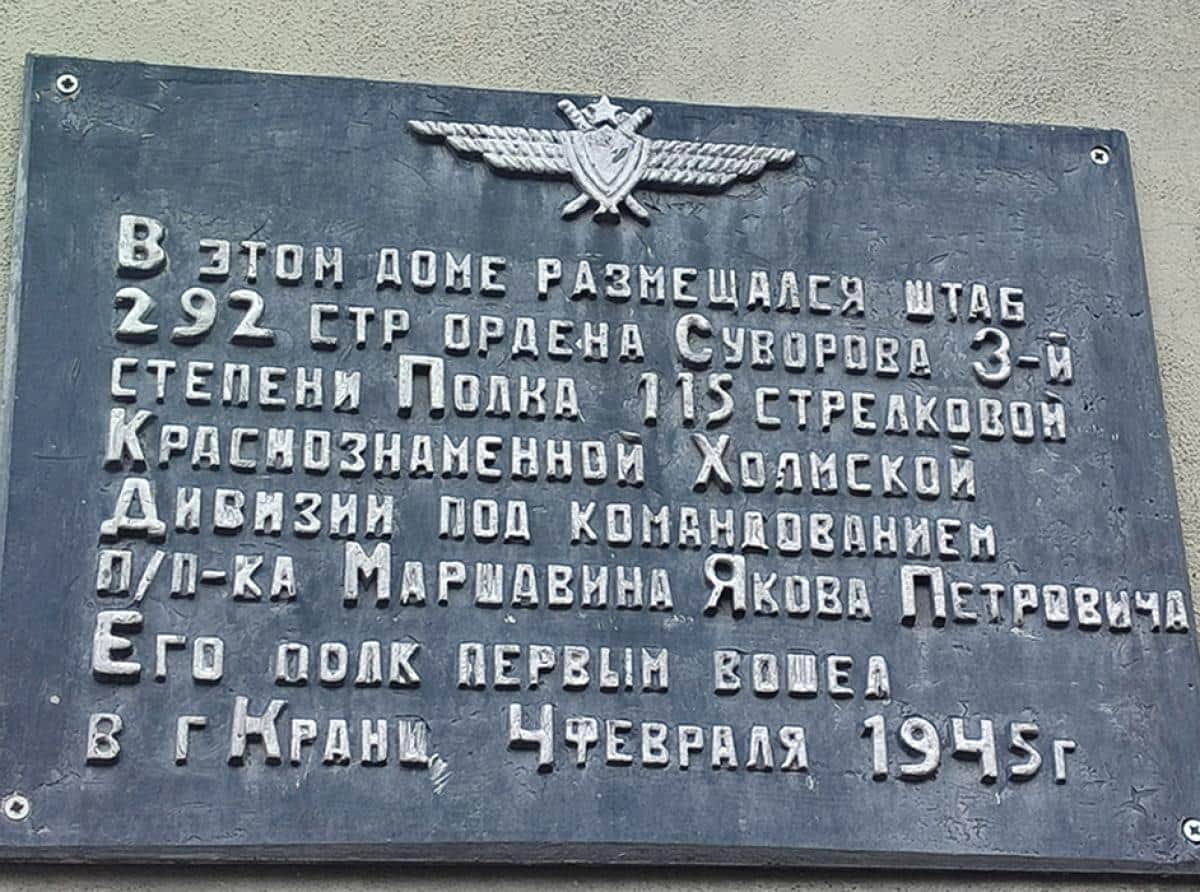 В этом доме размещался штаб
292 стр ордена Суворова 3-й
степени Полка 115 стрелковой
Краснознаменной Холмской
Дивизии под командованием
п/п-ка Маршавина Якова Петровича
Его полк первым вошел
в г Кранц 4 февраля 1945 г